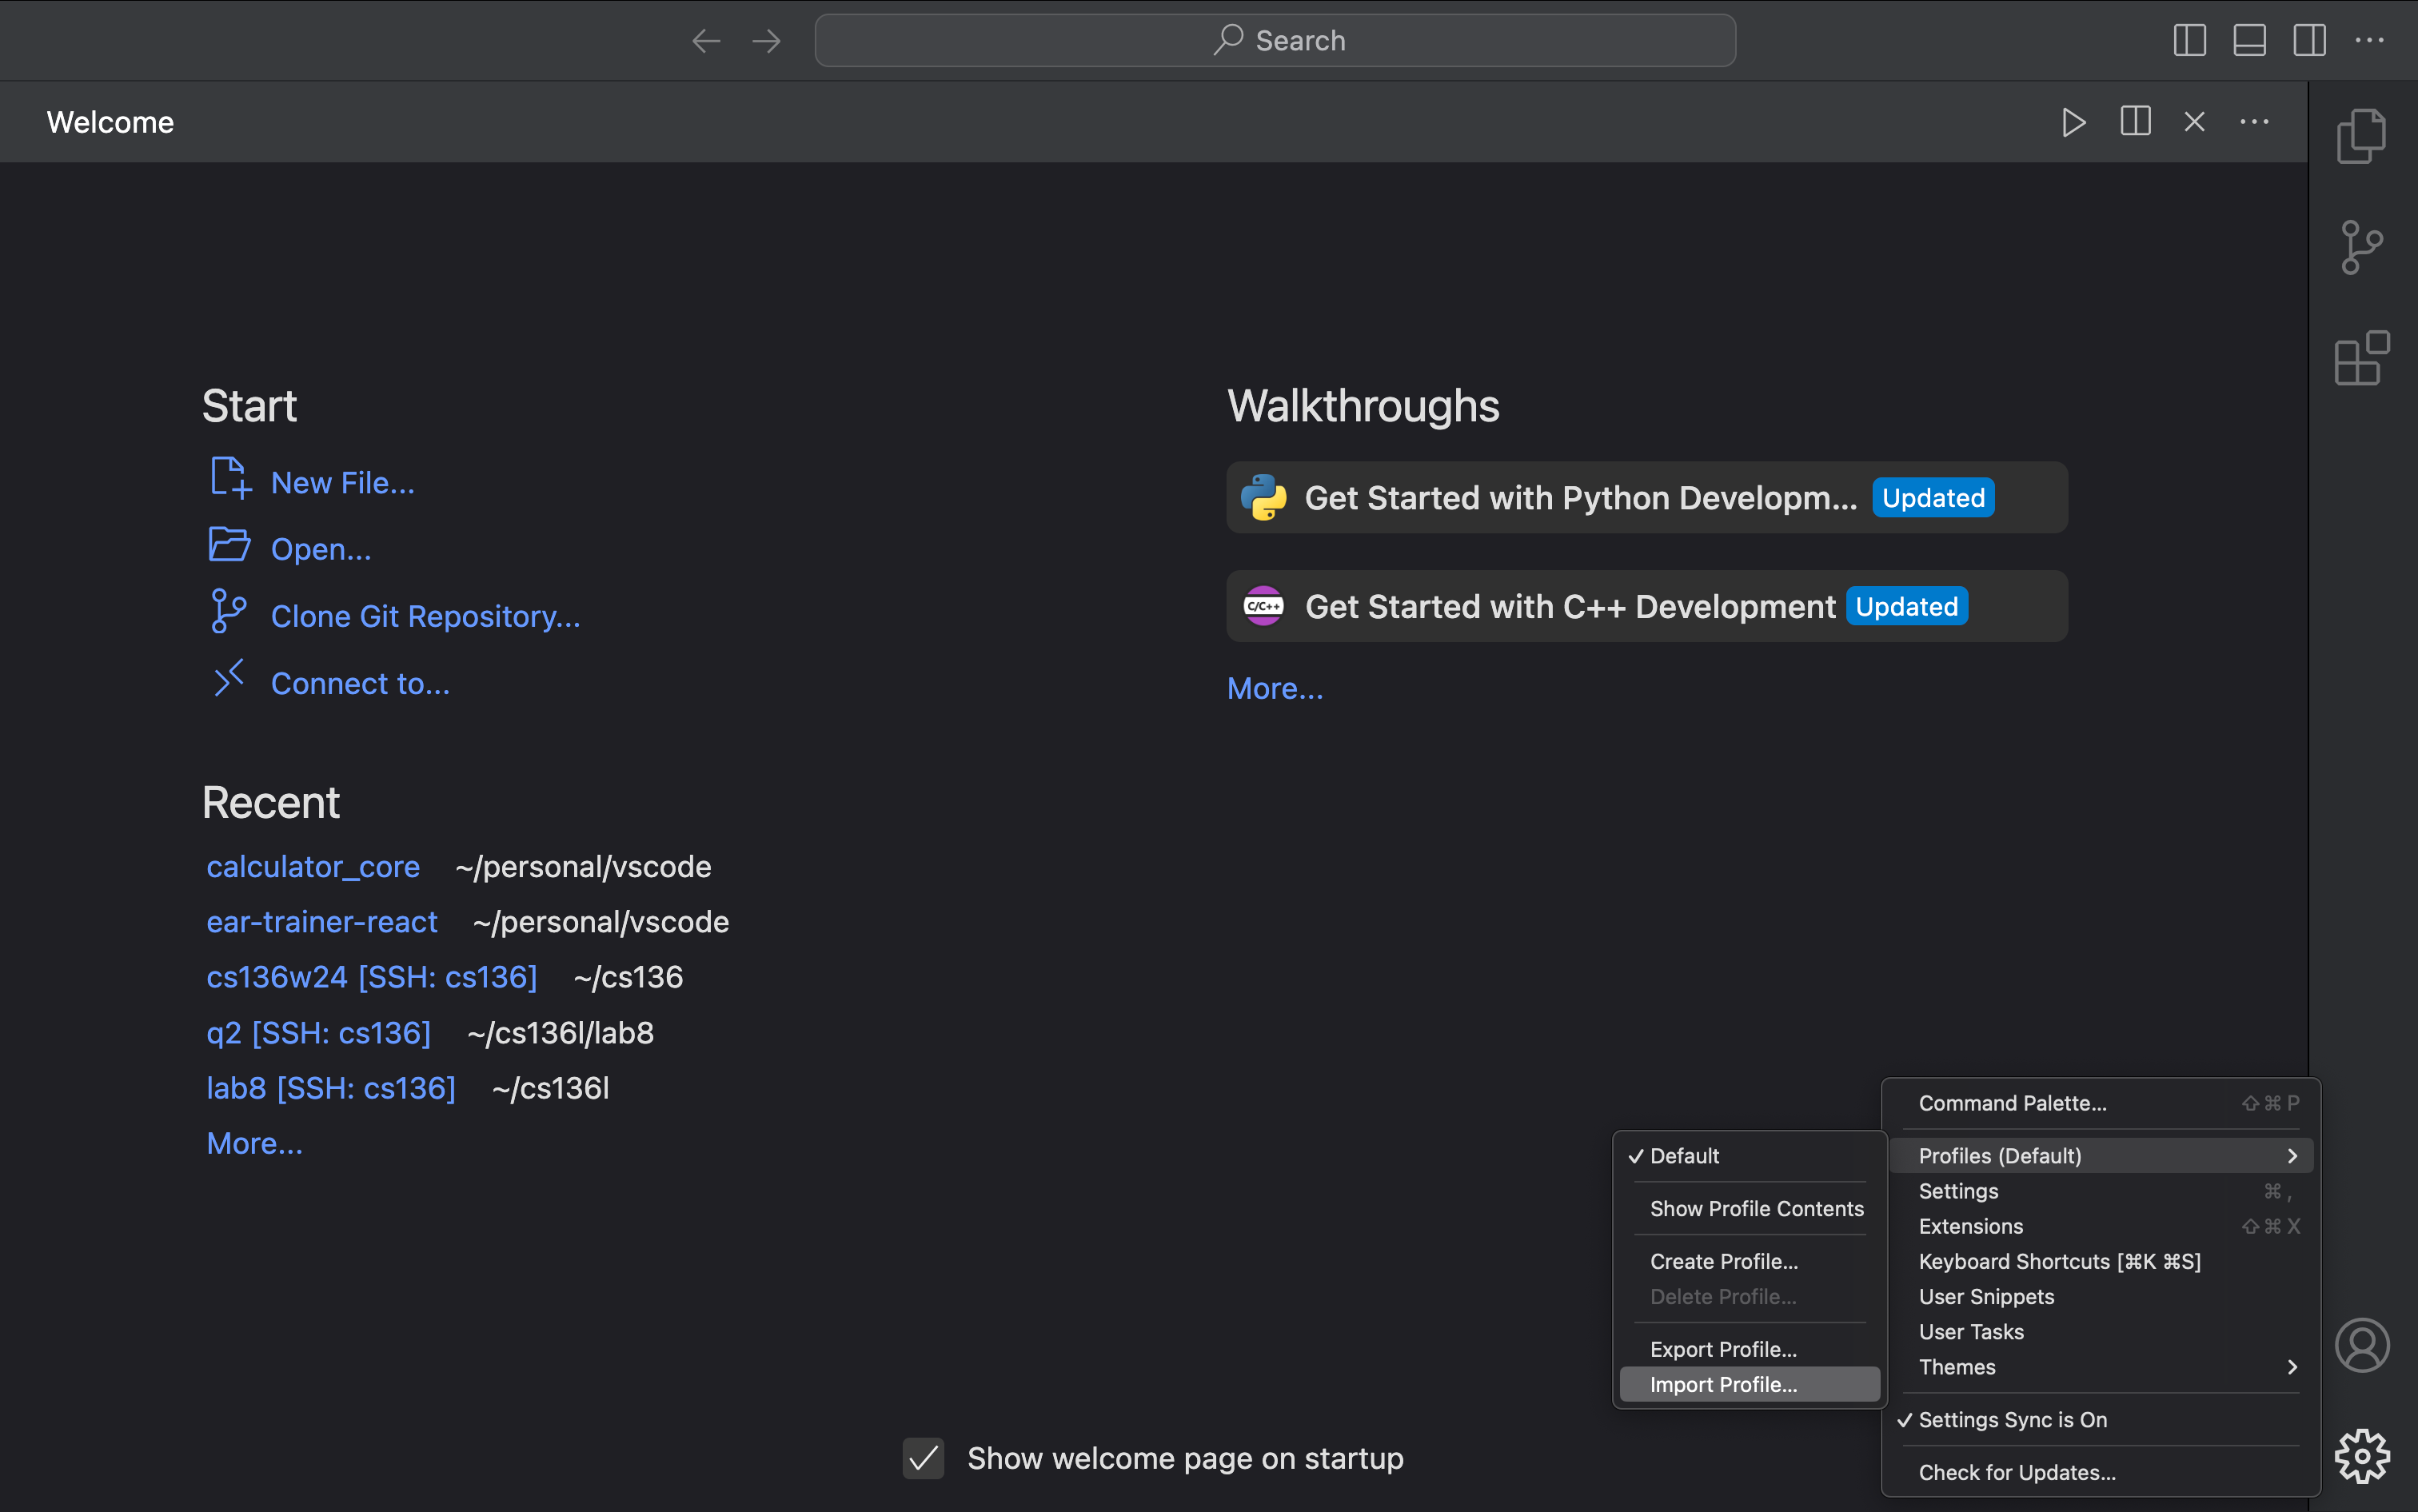 Search
Welcome
Start
New File...
Open...
Clone Git Repository...
Connect to...
Recent
calculator_core ~/personal/vscode
ear-trainer-react ~/personal/vscode
cs136w24 [SSH: cs136] ~/cs136
q2 [SSH: cs136] ~/cs136l/lab8
lab8 [SSH: cs136] ~/cs136l
More...
Walkthroughs
Get Started with Python Developm... Updated
C/C++ Get Started with C++ Development Updated
More...
Show welcome page on startup
✓ Default
Show Profile Contents
Create Profile...
Delete Profile...
Export Profile...
Import Profile...
Command Palette... ⇧⌘P
Profiles (Default)
Settings ⌘,
Extensions ⇧⌘X
Keyboard Shortcuts [⌘K ⌘S]
User Snippets
User Tasks
Themes
✓ Settings Sync is On
Check for Updates...